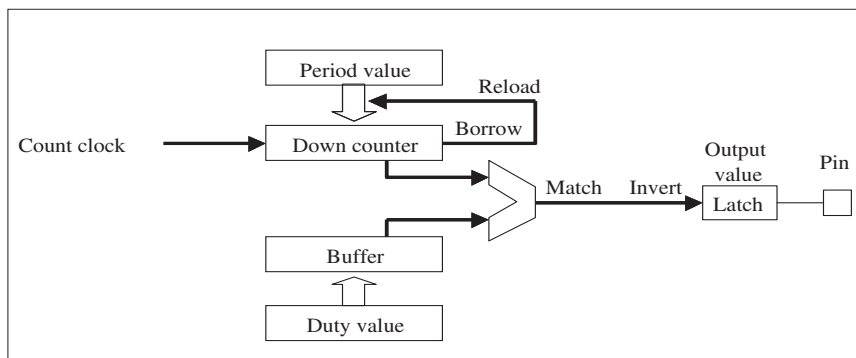 Period value
Reload
Borrow
Count clock
Down counter
Output
value
Pin
Match
Invert
Latch
Buffer
Duty value